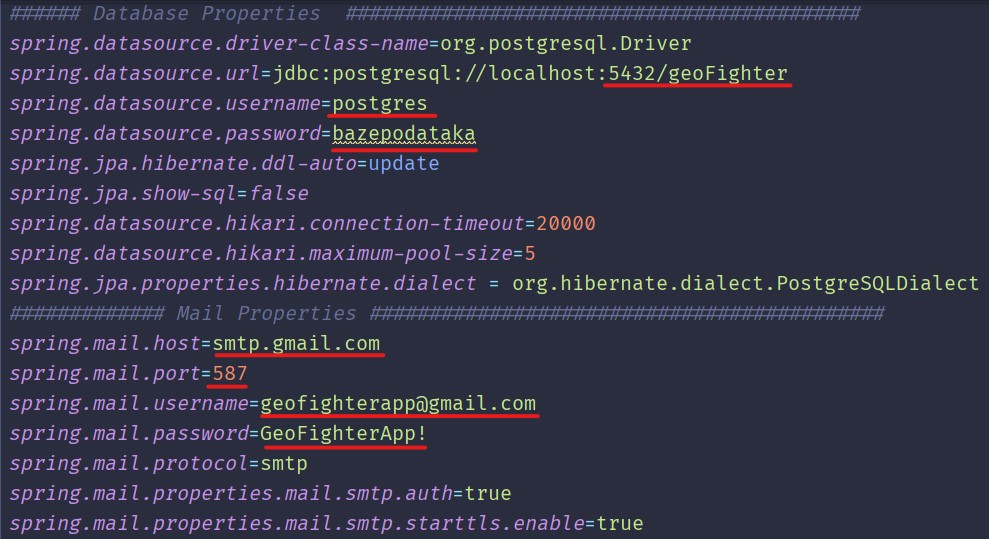 ###### Database Properties ###########################################
spring.datasource.driver-class-name=org.postgresql.Driver
spring.datasource.url=jdbc:postgresql://localhost:5432/geoFighter
spring.datasource.username=postgres
spring.datasource.password=bazepodataka
spring.jpa.hibernate.ddl-auto=update
spring.jpa.show-sql=false
spring.datasource.hikari.connection-timeout=20000
spring.datasource.hikari.maximum-pool-size=5
spring.jpa.properties.hibernate.dialect = org.hibernate.dialect.PostgreSQLDialect
############# Mail Properties ###########################################
spring.mail.host=smtp.gmail.com
spring.mail.port=587
spring.mail.username=geofighterapp@gmail.com
spring.mail.password=GeoFighterApp!
spring.mail.protocol=smtp
spring.mail.properties.mail.smtp.auth=true
spring.mail.properties.mail.smtp.starttls.enable=true